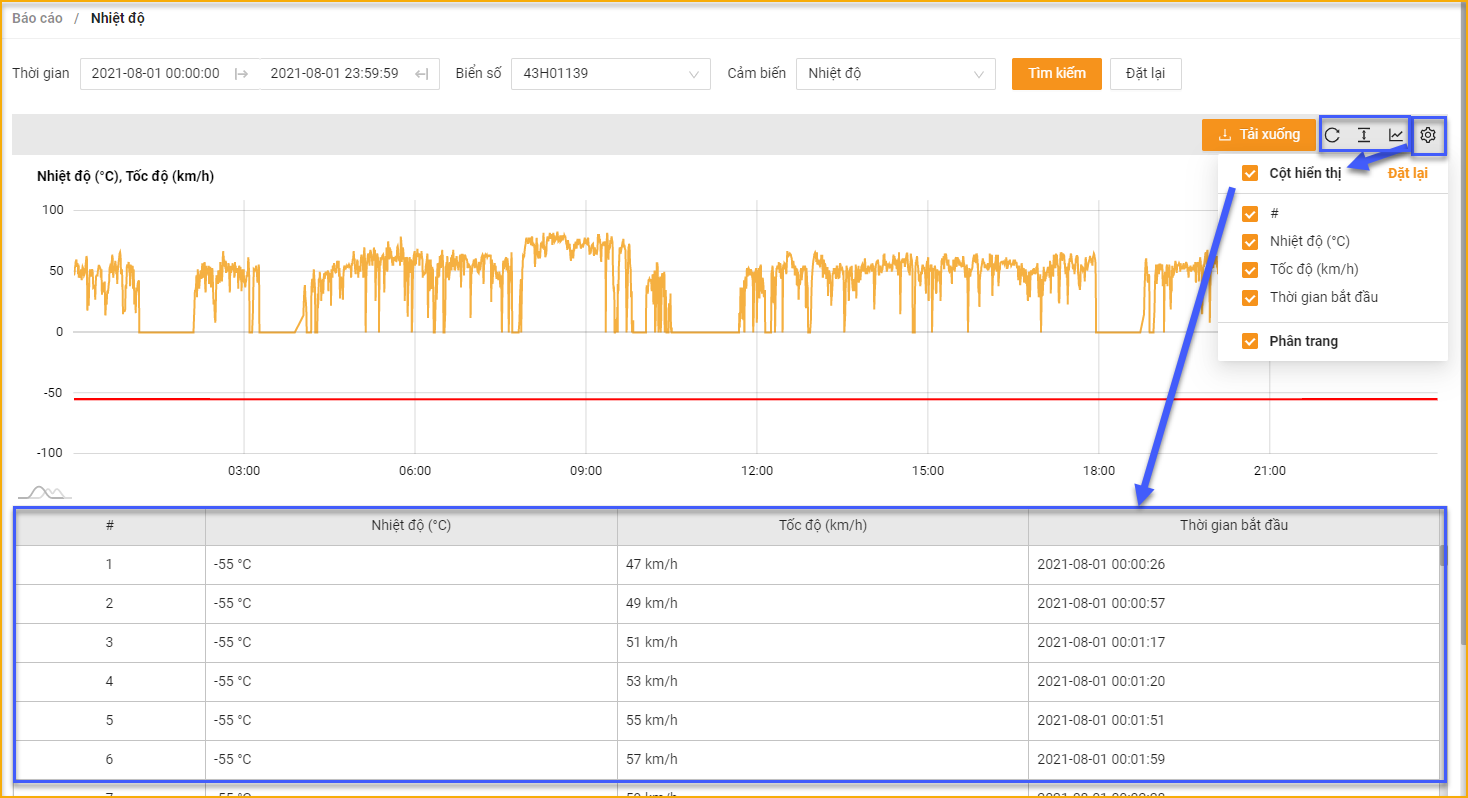 Báo cáo / Nhiệt độ
Thời gian 2021-08-01 00:00:00 2021-08-01 23:59:59 Biển số 43H01139 Cảm biến Nhiệt độ Tìm kiếm Đặt lại
Tải xuống
Nhiệt độ (°C), Tốc độ (km/h)
Cột hiển thị Đặt lại
#
Nhiệt độ (°C)
Tốc độ (km/h)
Thời gian bắt đầu
Phân trang
100
50
0
-50
-100
03:00 06:00 09:00 12:00 15:00 18:00 21:00
# Nhiệt độ (°C) Tốc độ (km/h) Thời gian bắt đầu
1 -55 °C 47 km/h 2021-08-01 00:00:26
2 -55 °C 49 km/h 2021-08-01 00:00:57
3 -55 °C 51 km/h 2021-08-01 00:01:17
4 -55 °C 53 km/h 2021-08-01 00:01:20
5 -55 °C 55 km/h 2021-08-01 00:01:51
6 -55 °C 57 km/h 2021-08-01 00:01:59